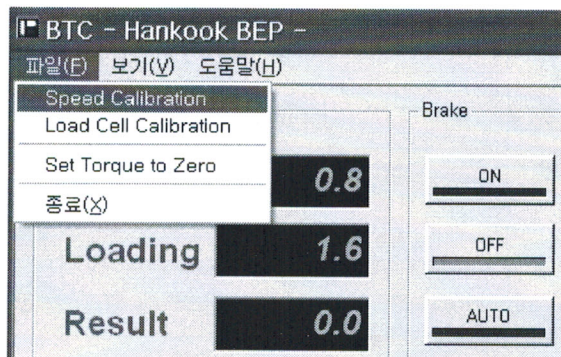 BTC - Hankook BEP -
파일(F) 보기(V) 도움말(H)
Speed Calibration
Load Cell Calibration
Set Torque to Zero
종료(X)
0.8
Loading 1.6
Result 0.0
Brake
ON
OFF
AUTO